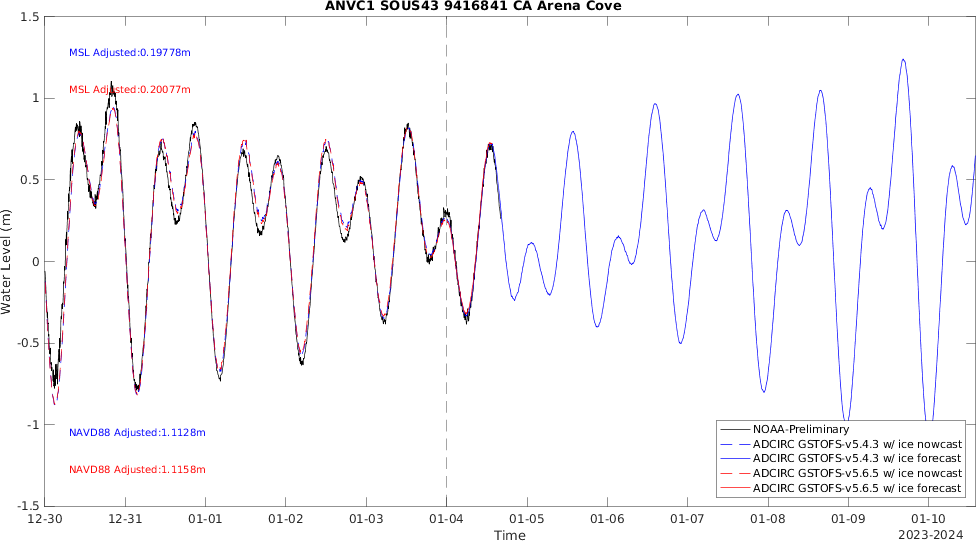 ANVC1 SOUS43 9416841 CA Arena Cove
MSL Adjusted:0.19778m
MSL Adjusted:0.20077m
NAVD88 Adjusted:1.1128m
NAVD88 Adjusted:1.1158m
Water Level (m)
1.5
1
0.5
0
-0.5
-1
-1.5
NOAA-Preliminary
ADCIRC GSTOFS-v5.4.3 w/ ice nowcast
ADCIRC GSTOFS-v5.4.3 w/ ice forecast
ADCIRC GSTOFS-v5.6.5 w/ ice nowcast
ADCIRC GSTOFS-v5.6.5 w/ ice forecast
12-30 12-31 01-01 01-02 01-03 01-04 01-05 01-06 01-07 01-08 01-09 01-10
2023-2024
Time